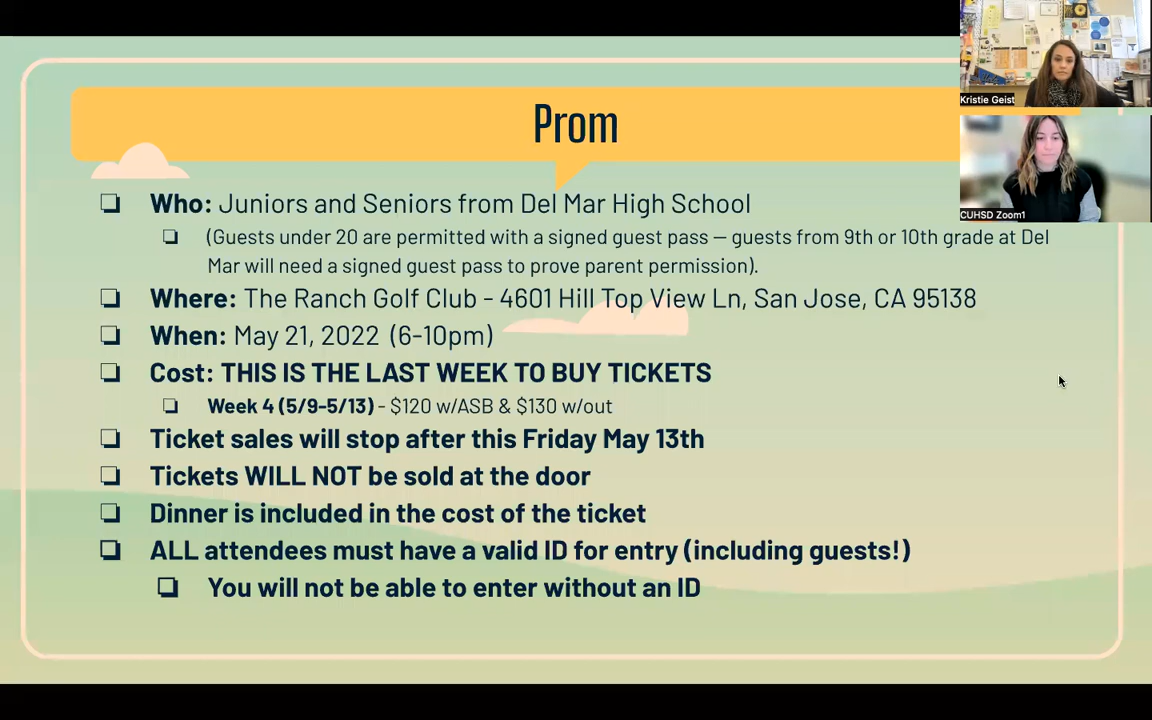 Prom
Kristie Geist
CUHSD Zoom1
Who: Juniors and Seniors from Del Mar High School
(Guests under 20 are permitted with a signed guest pass — guests from 9th or 10th grade at Del
Mar will need a signed guest pass to prove parent permission).
Where: The Ranch Golf Club - 4601 Hill Top View Ln, San Jose, CA 95138
When: May 21, 2022 (6-10pm)
Cost: THIS IS THE LAST WEEK TO BUY TICKETS
Week 4 (5/9-5/13) - $120 w/ASB & $130 w/out
Ticket sales will stop after this Friday May 13th
Tickets WILL NOT be sold at the door
Dinner is included in the cost of the ticket
ALL attendees must have a valid ID for entry (including guests!)
You will not be able to enter without an ID